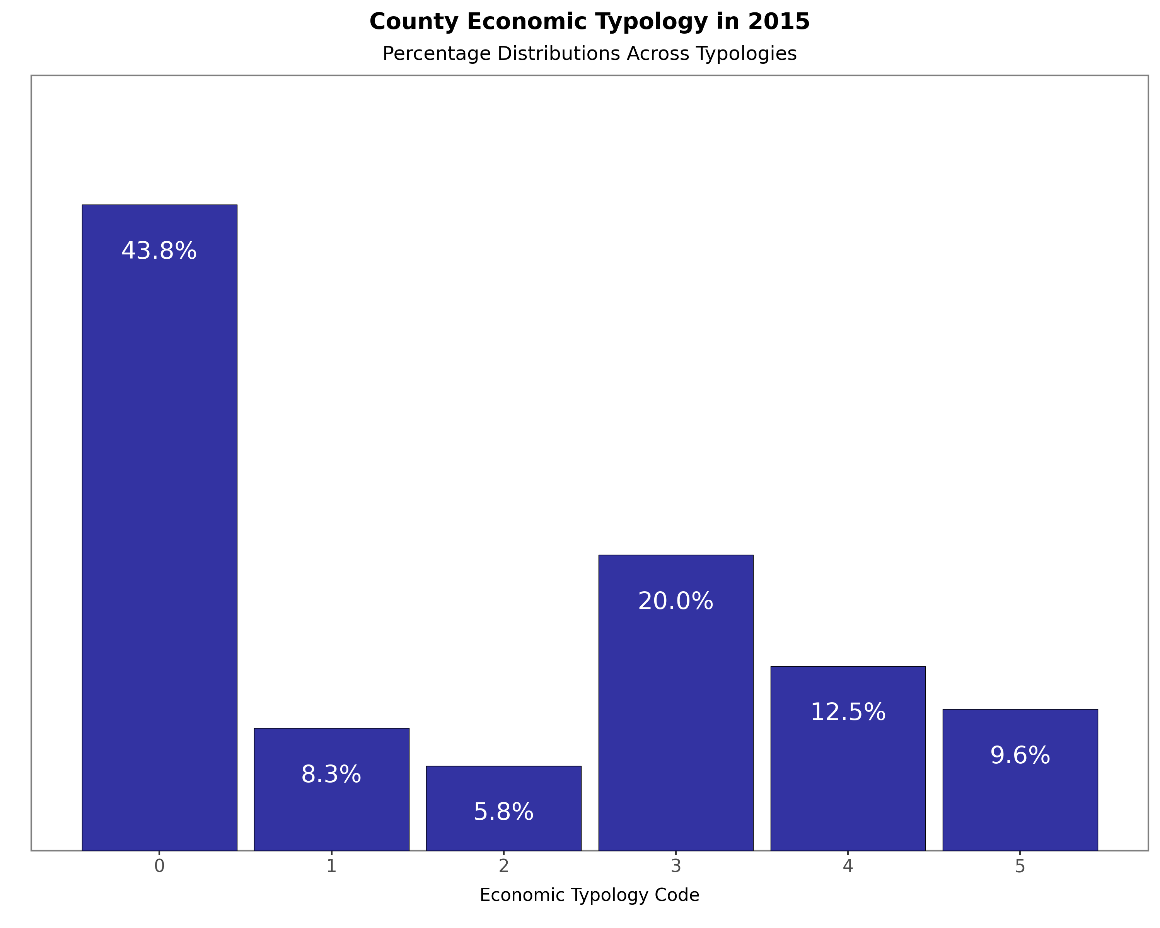 County Economic Typology in 2015
Percentage Distributions Across Typologies
43.8%
8.3%
5.8%
20.0%
12.5%
9.6%
0 1 2 3 4 5
Economic Typology Code